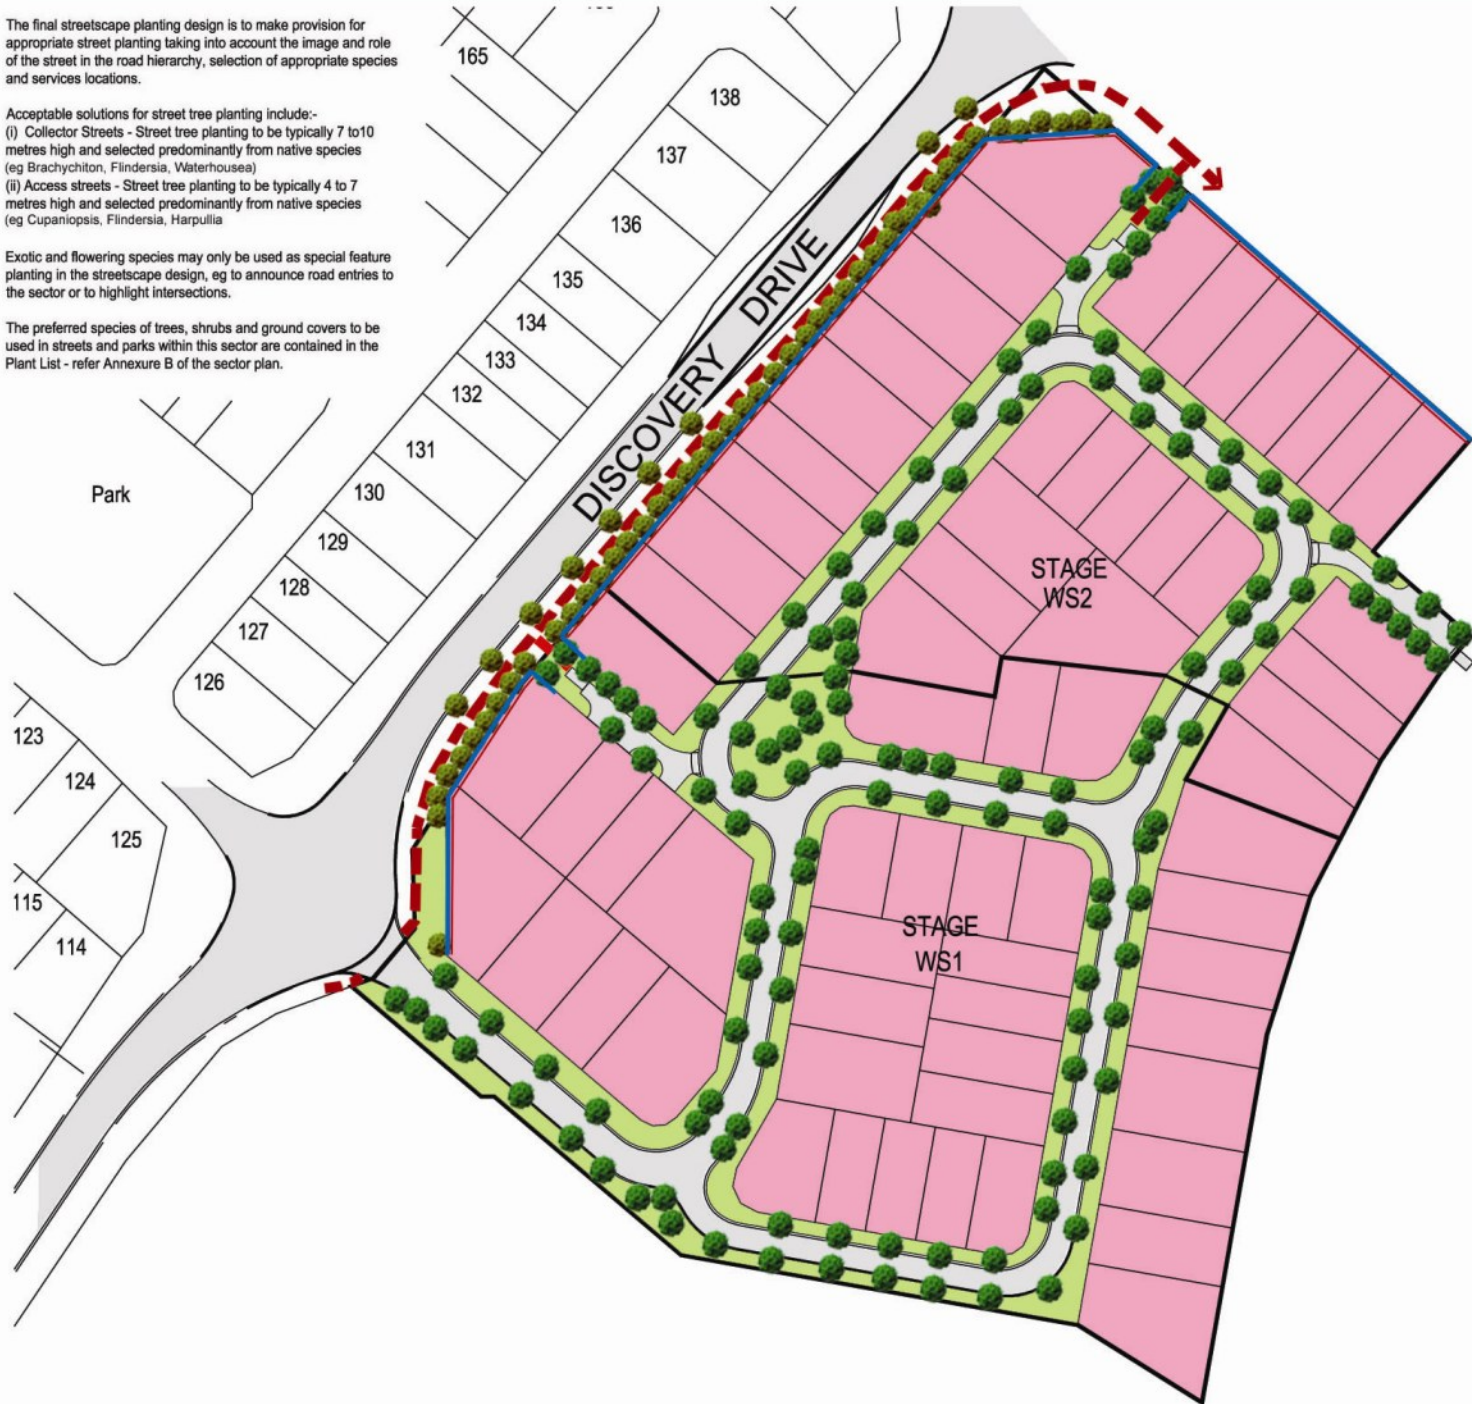 The final streetscape planting design is to make provision for
appropriate street planting taking into account the image and role
of the street in the road hierarchy, selection of appropriate species
and services locations.
Acceptable solutions for street tree planting include:-
(i) Collector Streets - Street tree planting to be typically 7 to10
metres high and selected predominantly from native species
(eg Brachychiton, Flindersia, Waterhousea)
(ii) Access streets - Street tree planting to be typically 4 to 7
metres high and selected predominantly from native species
(eg Cupaniopsis, Flindersia, Harpullia
Exotic and flowering species may only be used as special feature
planting in the streetscape design, eg to announce road entries to
the sector or to highlight intersections.
The preferred species of trees, shrubs and ground covers to be
used in streets and parks within this sector are contained in the
Plant List - refer Annexure B of the sector plan.
165
138
137
136
135
134
133
132
131
130
129
128
127
126
Park
123
124
125
115
114
DISCOVERY DRIVE
STAGE
WS2
STAGE
WS1